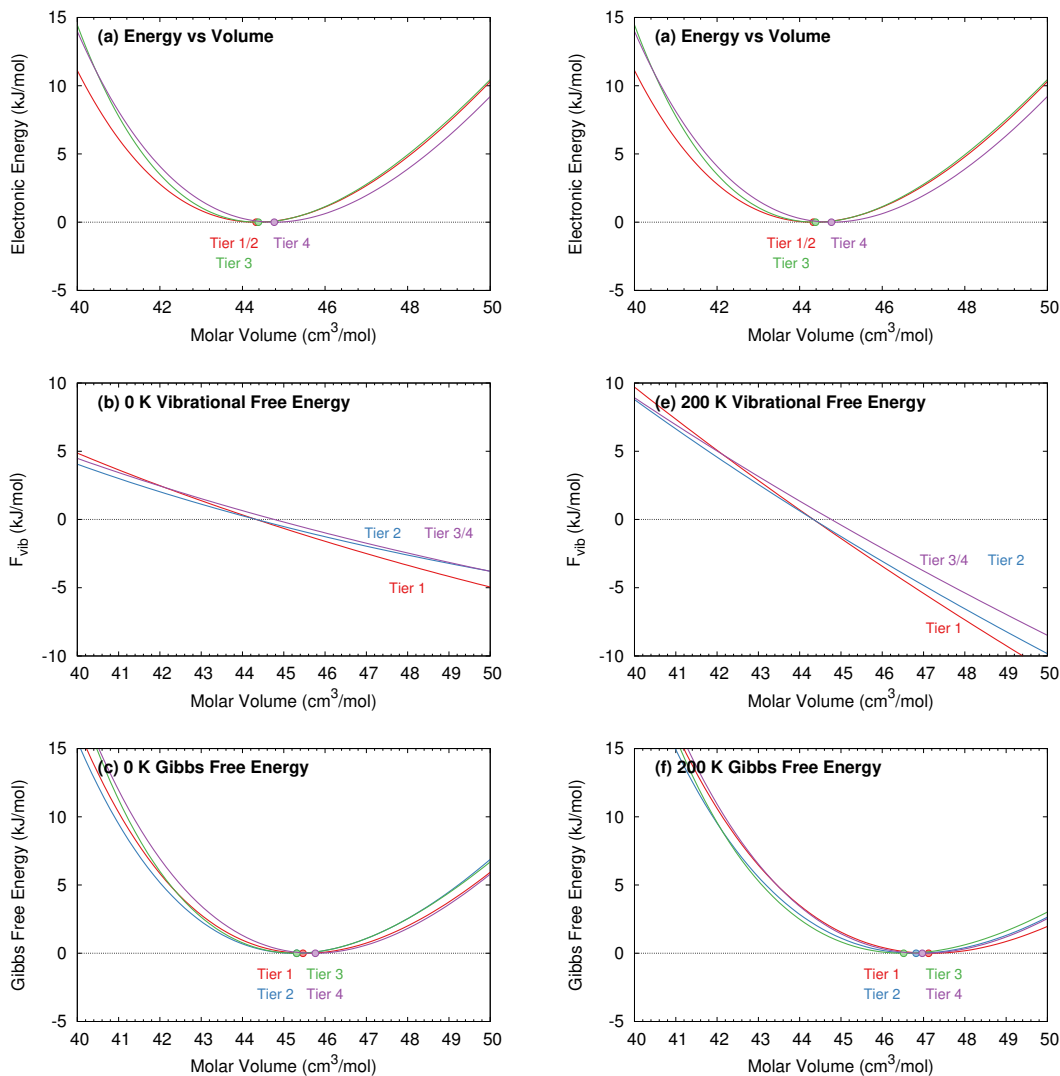 (a) Energy vs Volume
Electronic Energy (kJ/mol)
15
10
5
0
-5
Tier 1/2
Tier 4
Tier 3
40 42 44 46 48 50
Molar Volume (cm³/mol)
(a) Energy vs Volume
Electronic Energy (kJ/mol)
15
10
5
0
-5
Tier 1/2
Tier 4
Tier 3
40 42 44 46 48 50
Molar Volume (cm³/mol)
(b) 0 K Vibrational Free Energy
F_vib (kJ/mol)
10
5
0
-5
-10
Tier 2
Tier 3/4
Tier 1
40 41 42 43 44 45 46 47 48 49 50
Molar Volume (cm³/mol)
(e) 200 K Vibrational Free Energy
F_vib (kJ/mol)
10
5
0
-5
-10
Tier 3/4
Tier 2
Tier 1
40 41 42 43 44 45 46 47 48 49 50
Molar Volume (cm³/mol)
(c) 0 K Gibbs Free Energy
Gibbs Free Energy (kJ/mol)
15
10
5
0
-5
Tier 1
Tier 3
Tier 2
Tier 4
40 41 42 43 44 45 46 47 48 49 50
Molar Volume (cm³/mol)
(f) 200 K Gibbs Free Energy
Gibbs Free Energy (kJ/mol)
15
10
5
0
-5
Tier 1
Tier 3
Tier 2
Tier 4
40 41 42 43 44 45 46 47 48 49 50
Molar Volume (cm³/mol)